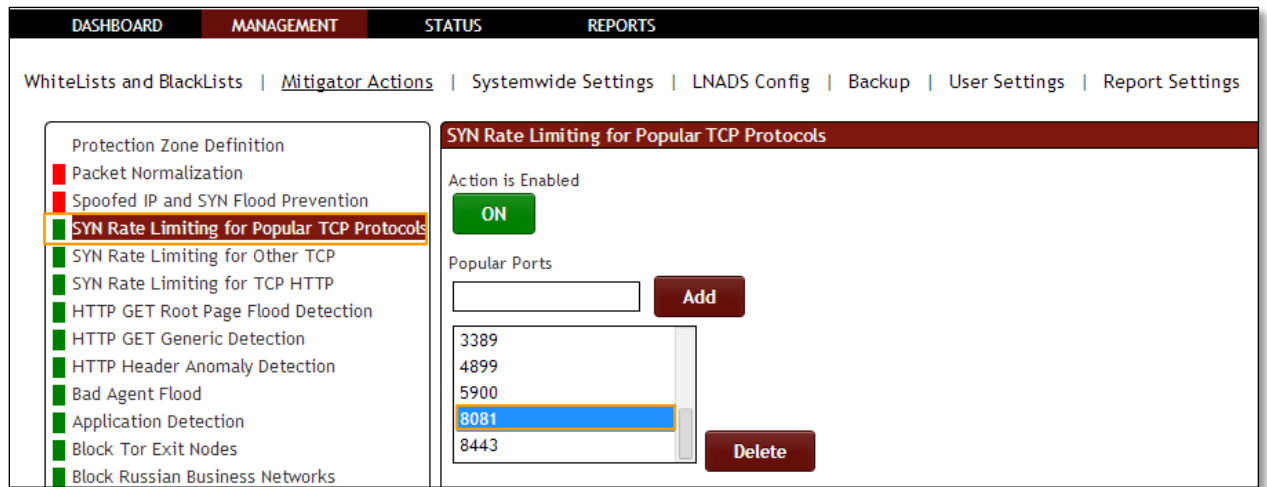 DASHBOARD MANAGEMENT STATUS REPORTS
WhiteLists and BlackLists | Mitigator Actions | Systemwide Settings | LNADS Config | Backup | User Settings | Report Settings
Protection Zone Definition
Packet Normalization
Spoofed IP and SYN Flood Prevention
SYN Rate Limiting for Popular TCP Protocols
SYN Rate Limiting for Other TCP
SYN Rate Limiting for TCP HTTP
HTTP GET Root Page Flood Detection
HTTP GET Generic Detection
HTTP Header Anomaly Detection
Bad Agent Flood
Application Detection
Block Tor Exit Nodes
Block Russian Business Networks
SYN Rate Limiting for Popular TCP Protocols
Action is Enabled
ON
Popular Ports
Add
3389
4899
5900
8081
8443
Delete